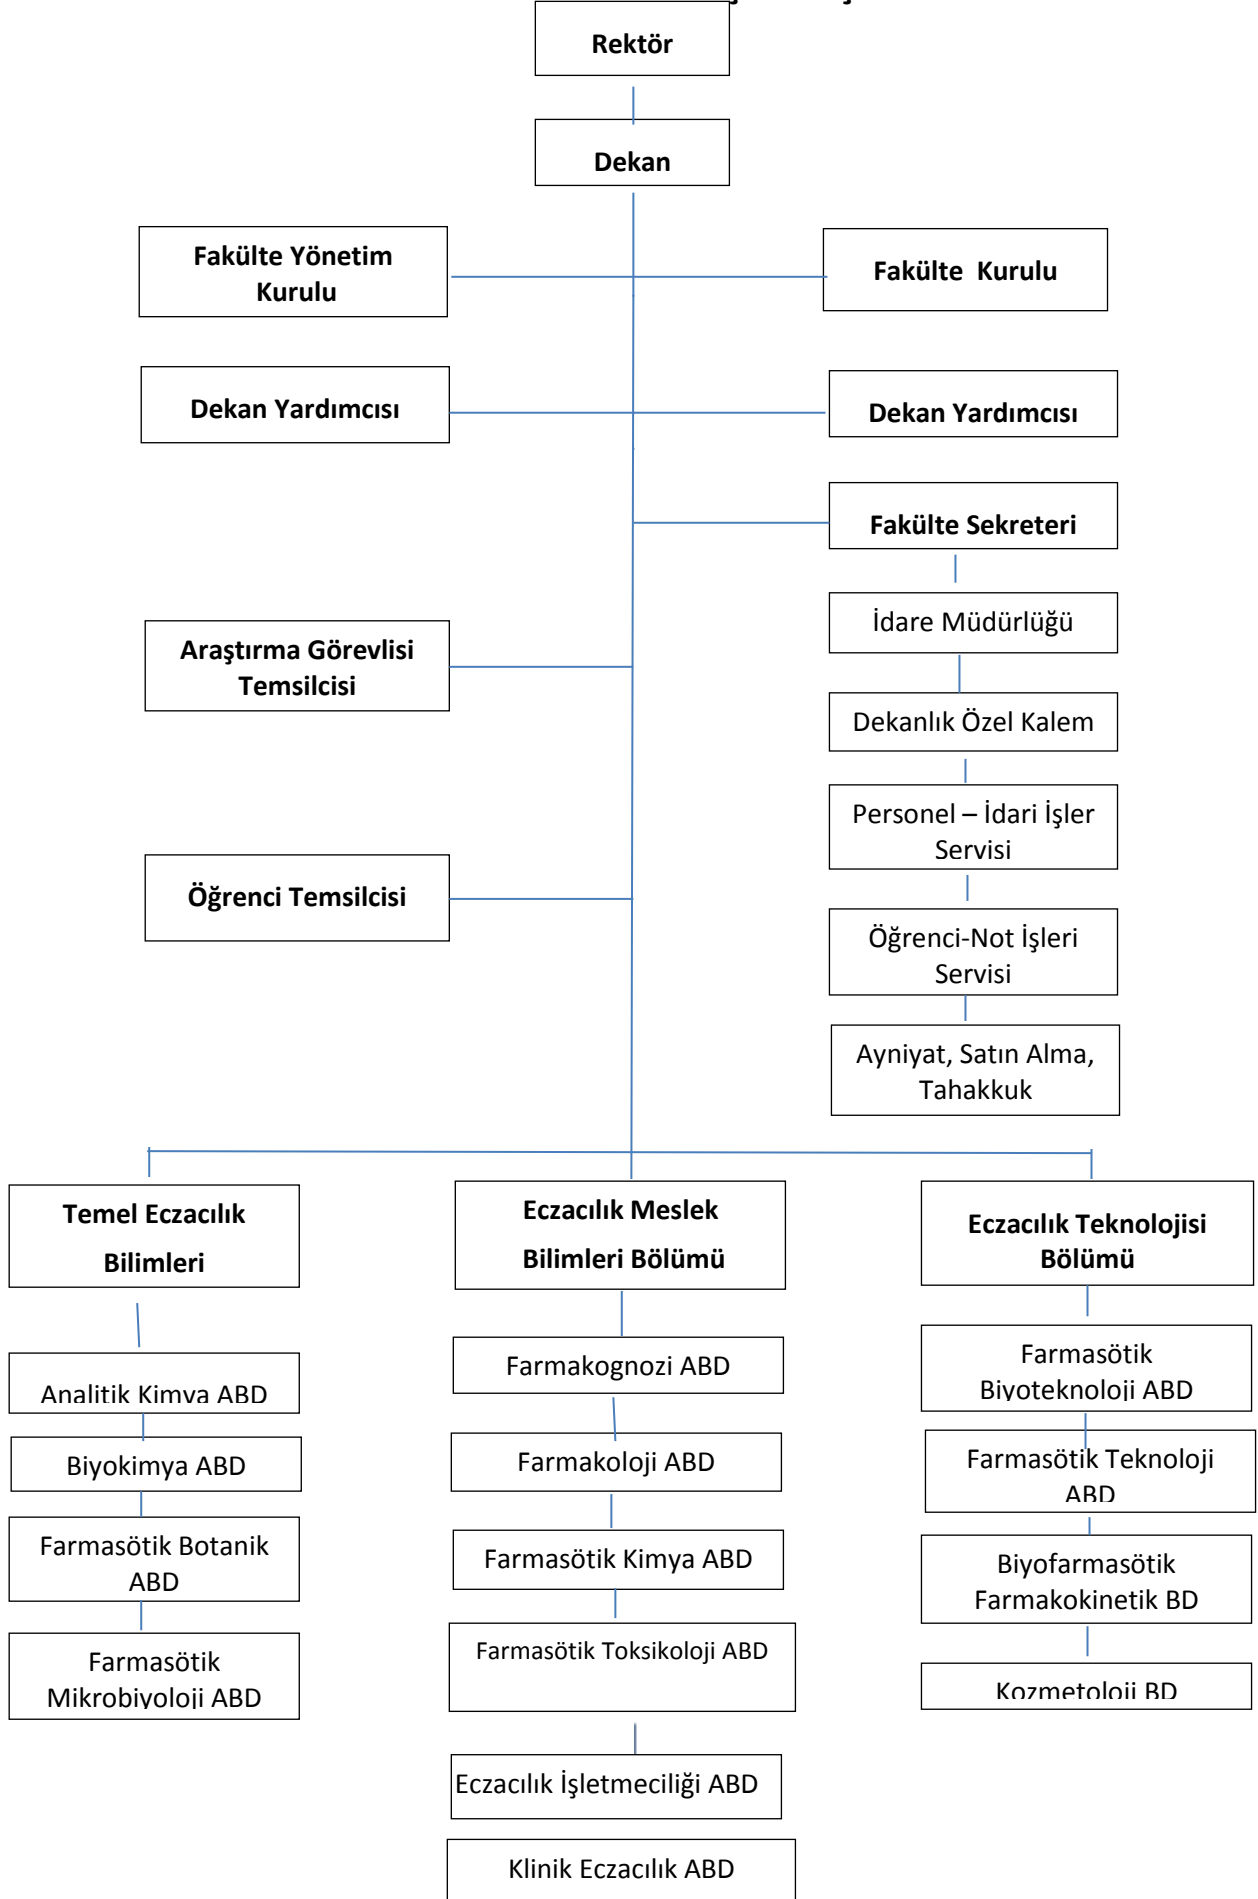 Rektör
Dekan
Fakülte Yönetim
Kurulu
Fakülte Kurulu
Dekan Yardımcısı
Dekan Yardımcısı
Fakülte Sekreteri
İdare Müdürlüğü
Araştırma Görevlisi
Temsilcisi
Dekanlık Özel Kalem
Personel – İdari İşler
Servisi
Öğrenci Temsilcisi
Öğrenci-Not İşleri
Servisi
Ayniyat, Satın Alma,
Tahakkuk
Temel Eczacılık
Bilimleri
Analitik Kimya ABD
Biyokimya ABD
Farmasötik Botanik
ABD
Farmasötik
Mikrobiyoloji ABD
Eczacılık Meslek
Bilimleri Bölümü
Farmakognozi ABD
Farmakoloji ABD
Farmasötik Kimya ABD
Farmasötik Toksikoloji ABD
Eczacılık İşletmeciliği ABD
Klinik Eczacılık ABD
Eczacılık Teknolojisi
Bölümü
Farmasötik
Biyoteknoloji ABD
Farmasötik Teknoloji
ABD
Biyofarmasötik
Farmakokinetik BD
Kozmetoloji BD